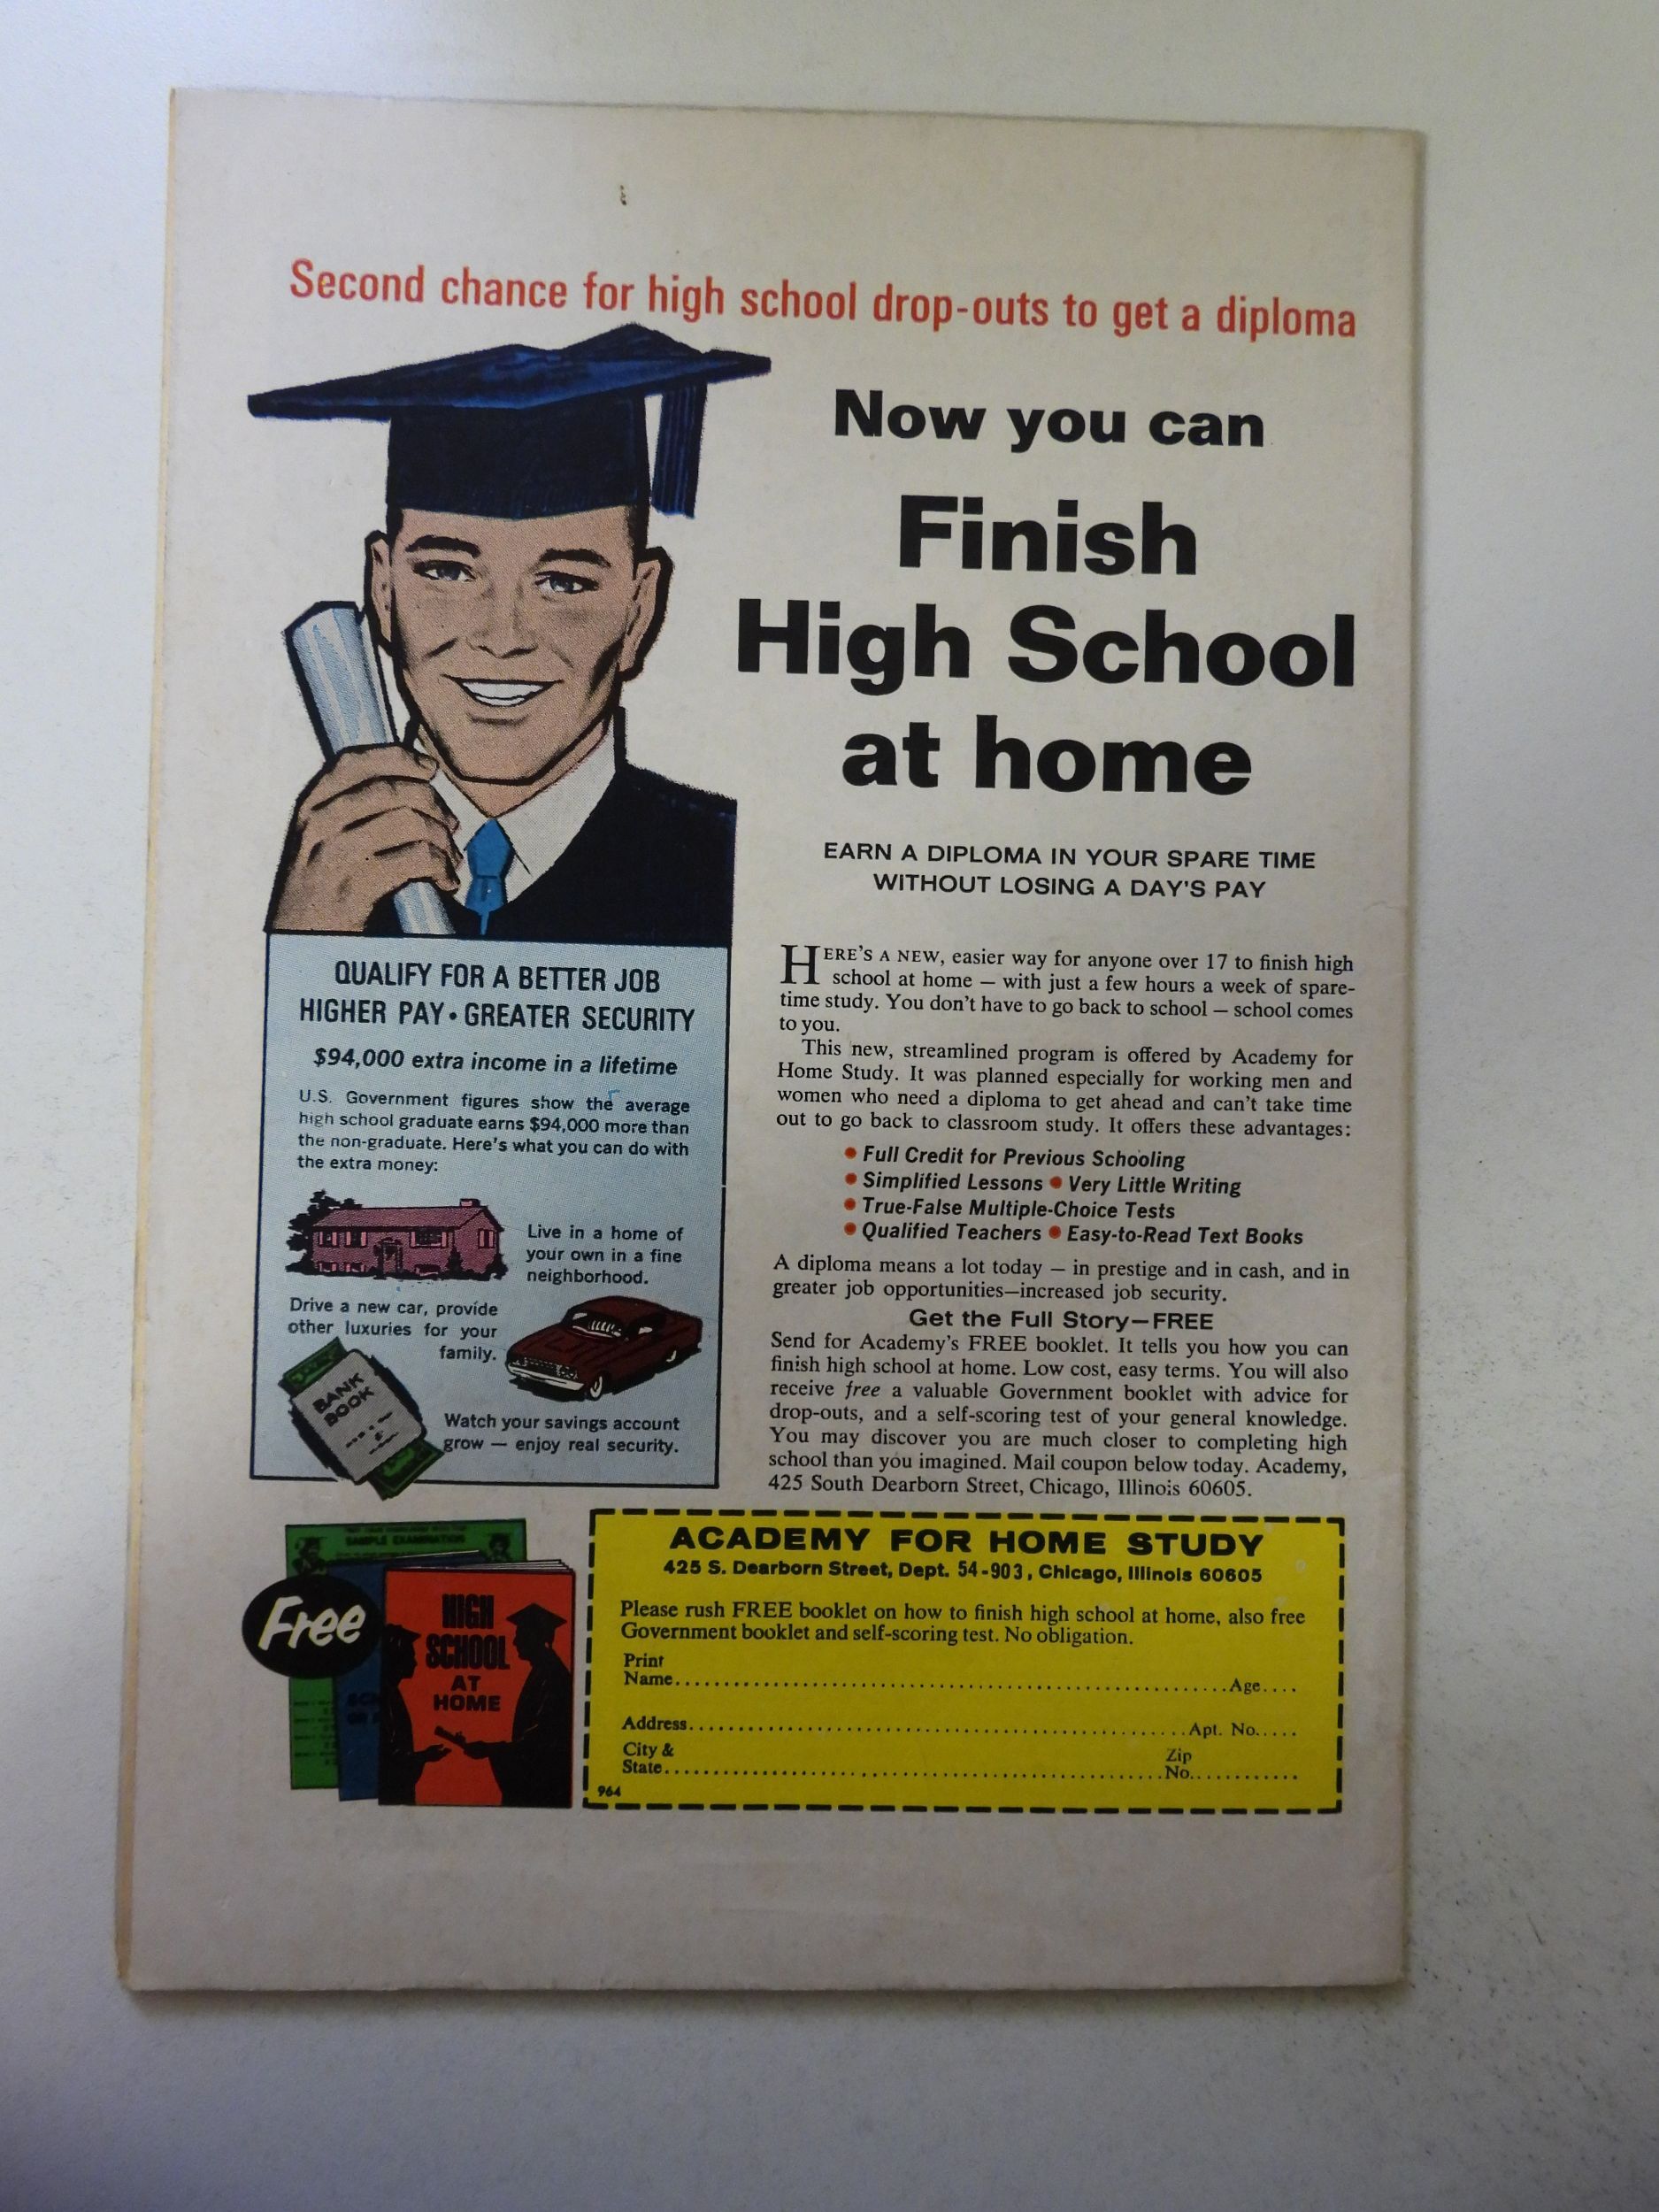 Second chance for high school drop-outs to get a diploma
Now you can
Finish
High School
at home
EARN A DIPLOMA IN YOUR SPARE TIME
WITHOUT LOSING A DAY'S PAY
QUALIFY FOR A BETTER JOB
HIGHER PAY • GREATER SECURITY
$94,000 extra income in a lifetime
U.S. Government figures show the average
high school graduate earns $94,000 more than
the non-graduate. Here's what you can do with
the extra money:
Live in a home of
your own in a fine
neighborhood.
Drive a new car, provide
other luxuries for your
family.
BANK
BOOK
Watch your savings account
grow — enjoy real security.
HERE'S A NEW, easier way for anyone over 17 to finish high
school at home — with just a few hours a week of spare-
time study. You don't have to go back to school — school comes
to you.
This new, streamlined program is offered by Academy for
Home Study. It was planned especially for working men and
women who need a diploma to get ahead and can't take time
out to go back to classroom study. It offers these advantages:
• Full Credit for Previous Schooling
• Simplified Lessons • Very Little Writing
• True-False Multiple-Choice Tests
• Qualified Teachers • Easy-to-Read Text Books
A diploma means a lot today — in prestige and in cash, and in
greater job opportunities—increased job security.
Get the Full Story—FREE
Send for Academy's FREE booklet. It tells you how you can
finish high school at home. Low cost, easy terms. You will also
receive free a valuable Government booklet with advice for
drop-outs, and a self-scoring test of your general knowledge.
You may discover you are much closer to completing high
school than you imagined. Mail coupon below today. Academy,
425 South Dearborn Street, Chicago, Illinois 60605.
SAMPLE EXAMINATION
Free
HIGH
SCHOOL
AT
HOME
ACADEMY FOR HOME STUDY
425 S. Dearborn Street, Dept. 54-903, Chicago, Illinois 60605
Please rush FREE booklet on how to finish high school at home, also free
Government booklet and self-scoring test. No obligation.
Print
Name.......................................................Age....
Address..................................................Apt. No.....
City & Zip
State..................................................No...........
964